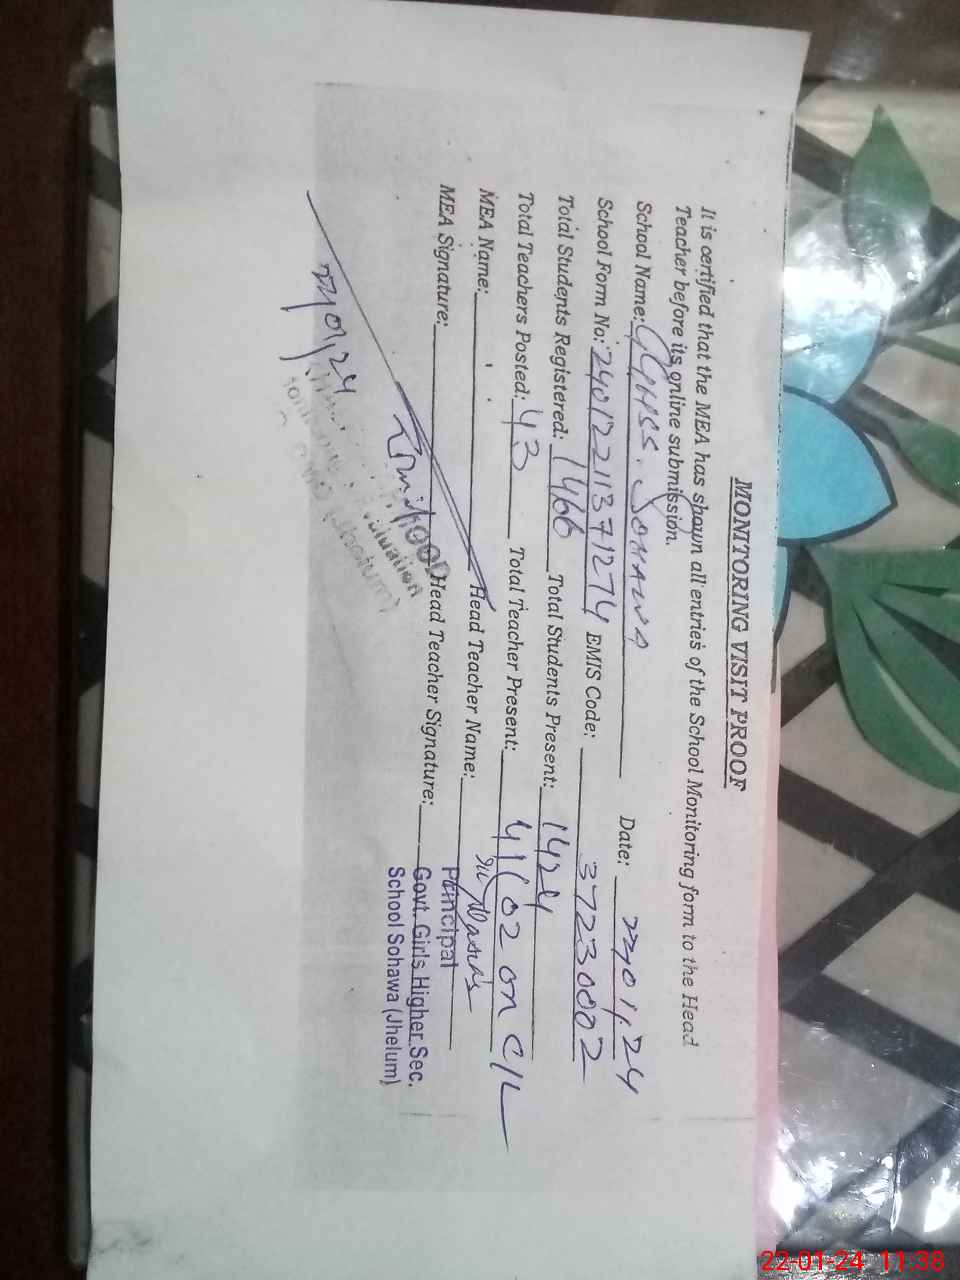 MONITORING VISIT PROOF
It is certified that the MEA has shown all entries of the School Monitoring form to the Head
Teacher before its online submission.
School Name: GGHSS. SOHAWA Date: 22/01/24
School Form No: 24012211371274 EMIS Code: 37230002
Total Students Registered: 1466 Total Students Present: 1424
Total Teachers Posted: 43 Total Teacher Present: 41/02 on C/L
MEA Name: Head Teacher Name:
MEA Signature: Head Teacher Signature:
22/01/24
Evaluation
(Jhelum)
Principal
Govt. Girls Higher Sec.
School Sohawa (Jhelum)
22-01-24 11:38